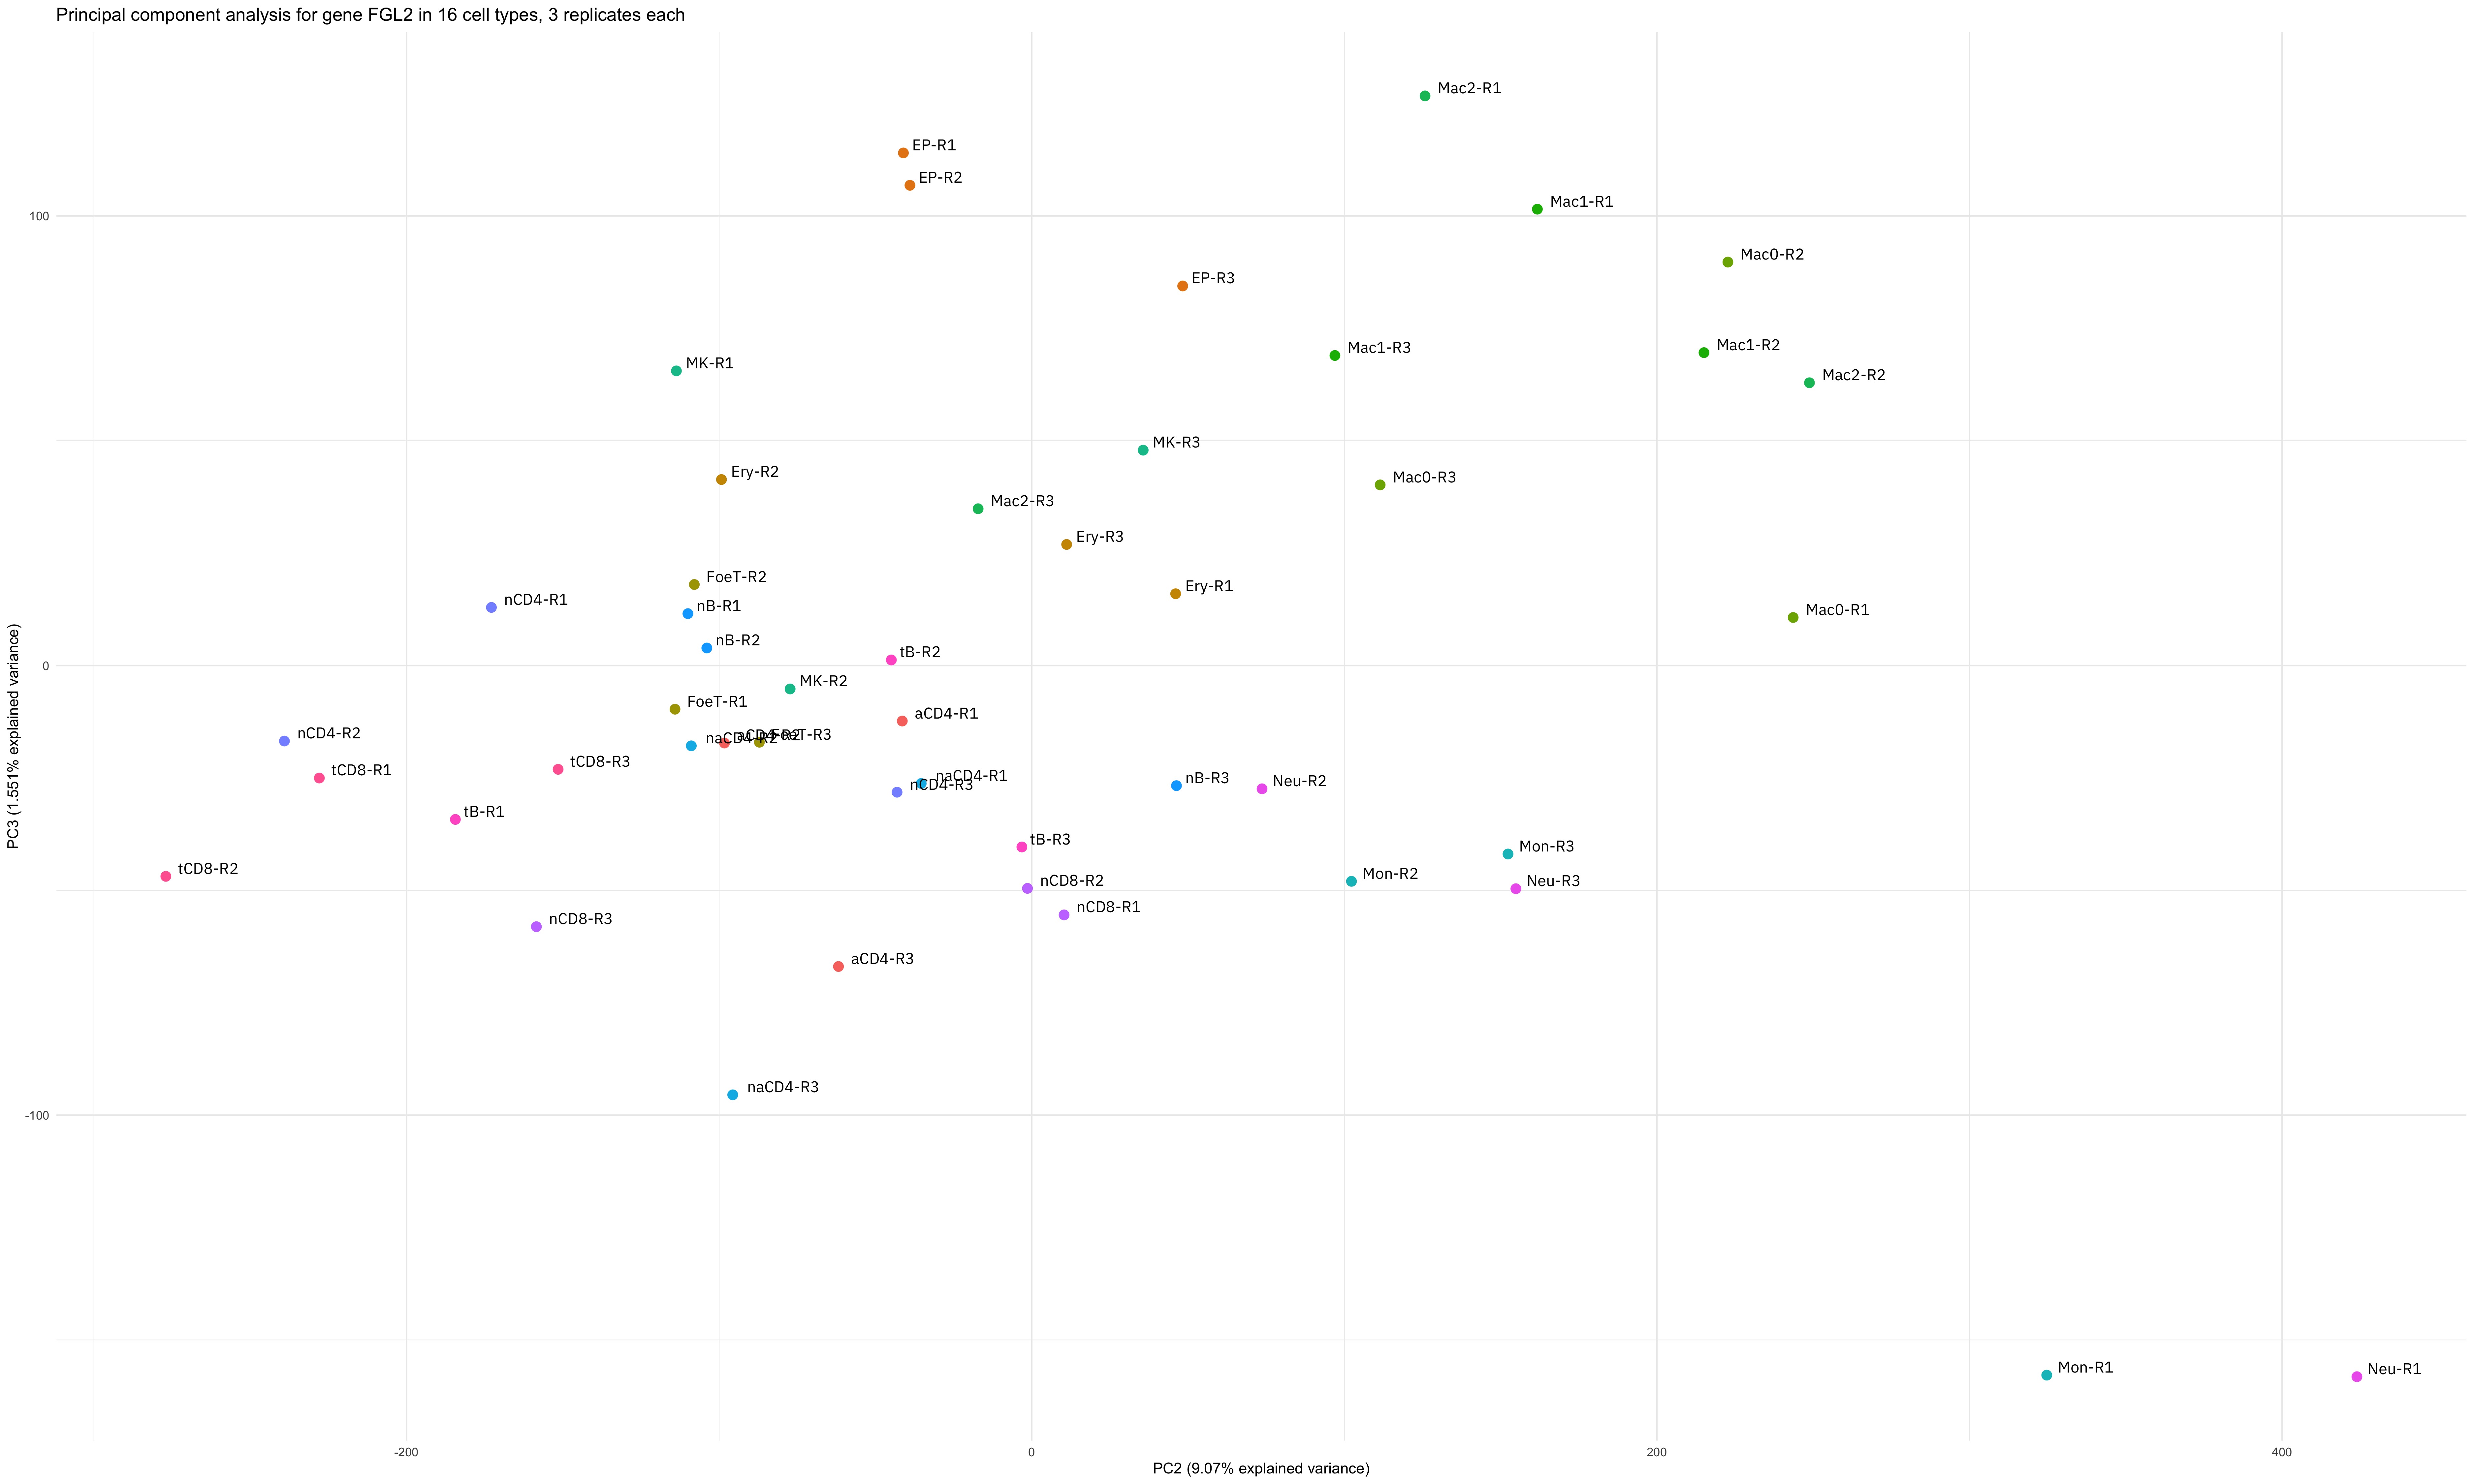 Principal component analysis for gene FGL2 in 16 cell types, 3 replicates each
Mac2-R1
EP-R1
EP-R2
Mac1-R1
100
Mac0-R2
EP-R3
Mac1-R3
Mac1-R2
MK-R1
Mac2-R2
MK-R3
Ery-R2
Mac0-R3
Mac2-R3
Ery-R3
FoeT-R2
Ery-R1
nCD4-R1
nB-R1
Mac0-R1
nB-R2
tB-R2
0
MK-R2
FoeT-R1
aCD4-R1
nCD4-R2
naCD4-R2
aCD4-R2
FoeT-R3
tCD8-R3
tCD8-R1
naCD4-R1
nB-R3
Neu-R2
nCD4-R3
tB-R1
tB-R3
Mon-R3
tCD8-R2
Mon-R2
nCD8-R2
Neu-R3
nCD8-R1
nCD8-R3
aCD4-R3
naCD4-R3
-100
Mon-R1
Neu-R1
-200
0
200
400
PC2 (9.07% explained variance)
PC3 (1.551% explained variance)